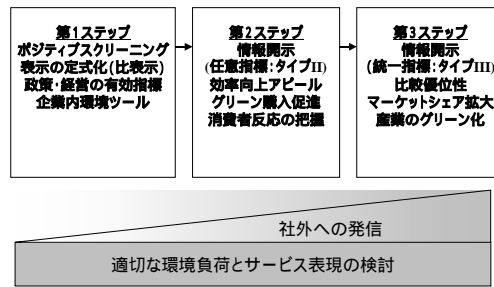 第1ステップ
ポジティブスクリーニング
表示の定式化(比表示)
政策・経営の有効指標
企業内環境ツール
第2ステップ
情報開示
(任意指標:タイプII)
効率向上アピール
グリーン購入促進
消費者反応の把握
第3ステップ
情報開示
(統一指標:タイプIII)
比較優位性
マーケットシェア拡大
産業のグリーン化
社外への発信
適切な環境負荷とサービス表現の検討